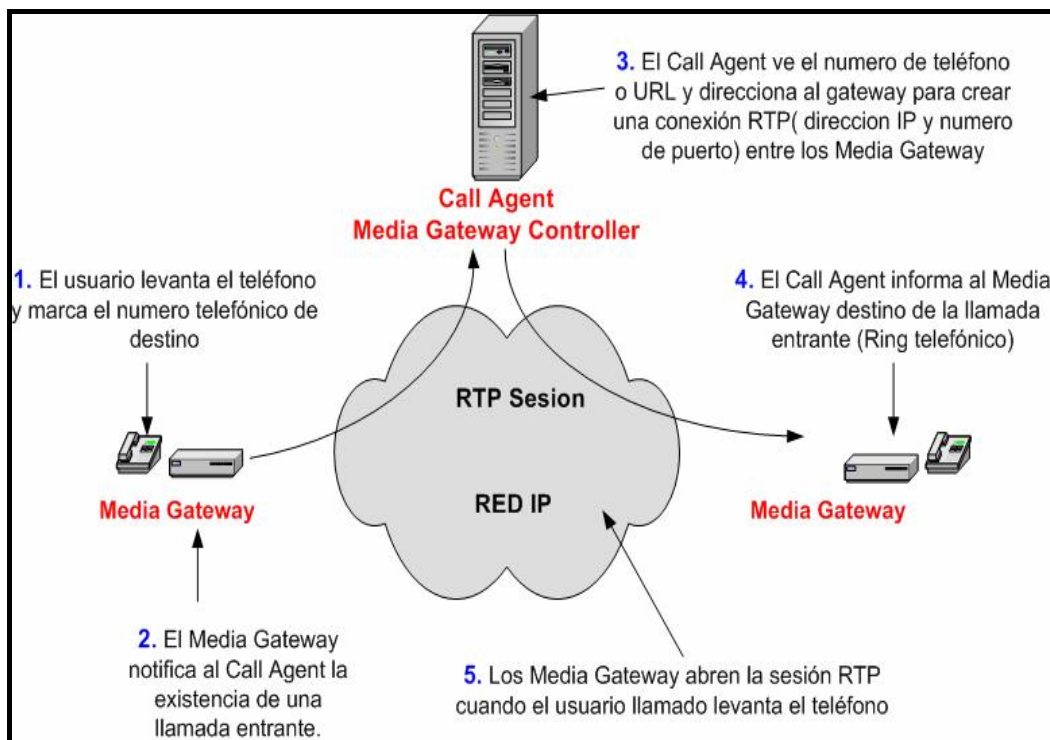 3. El Call Agent ve el numero de teléfono
o URL y direcciona al gateway para crear
una conexión RTP( direccion IP y numero
de puerto) entre los Media Gateway
Call Agent
Media Gateway Controller
1. El usuario levanta el teléfono
y marca el numero telefónico de
destino
4. El Call Agent informa al Media
Gateway destino de la llamada
entrante (Ring telefónico)
RTP Sesion
RED IP
Media Gateway
Media Gateway
2. El Media Gateway
notifica al Call Agent la
existencia de una
llamada entrante.
5. Los Media Gateway abren la sesión RTP
cuando el usuario llamado levanta el teléfono